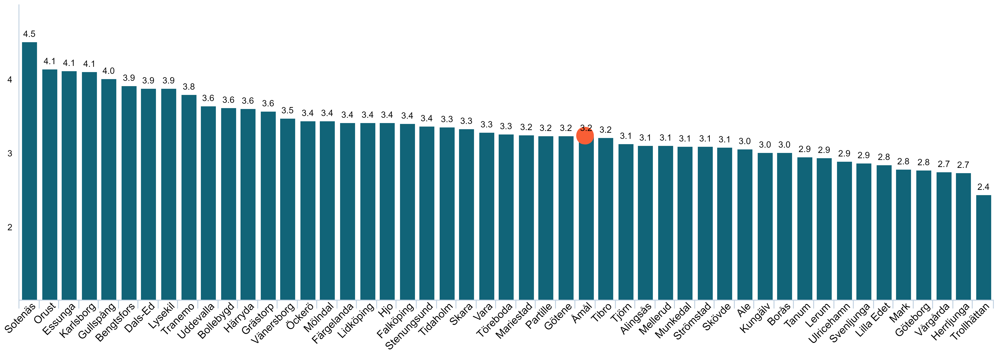 4.5
4.1
4.1
4.1
4.0
3.9
3.9
3.9
3.8
3.6
3.6
3.6
3.6
3.5
3.4
3.4
3.4
3.4
3.4
3.4
3.4
3.3
3.3
3.3
3.3
3.2
3.2
3.2
3.2
3.2
3.1
3.1
3.1
3.1
3.1
3.1
3.0
3.0
3.0
2.9
2.9
2.9
2.9
2.8
2.8
2.8
2.7
2.7
2.4
4
3
2
Sotenäs
Orust
Essunga
Karlsborg
Gullspång
Bengtsfors
Dals-Ed
Lysekil
Tranemo
Uddevalla
Bollebygd
Härryda
Grästorp
Vänersborg
Öckerö
Mölndal
Färgelanda
Lidköping
Hjo
Falköping
Stenungsund
Tidaholm
Skara
Vara
Töreboda
Mariestad
Partille
Götene
Åmål
Tibro
Tjörn
Alingsås
Mellerud
Munkedal
Strömstad
Skövde
Ale
Kungälv
Borås
Tanum
Lerum
Ulricehamn
Svenljunga
Lilla Edet
Mark
Göteborg
Vårgårda
Herrljunga
Trollhättan